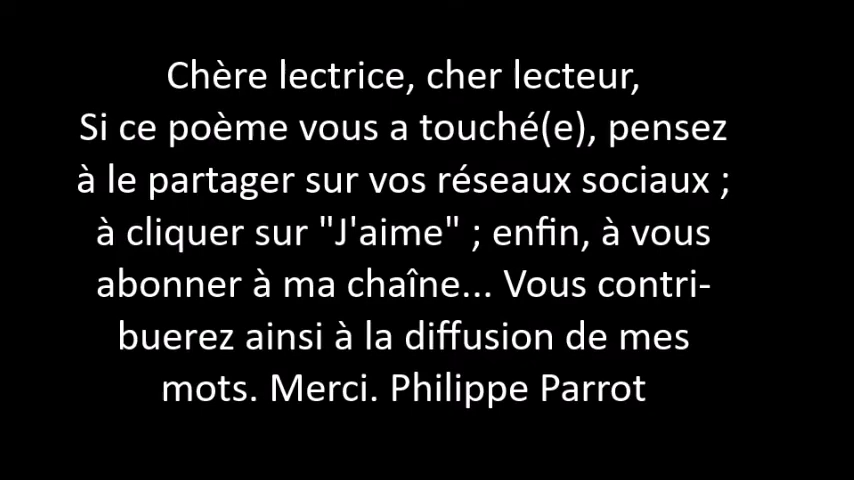 Chère lectrice, cher lecteur,
Si ce poème vous a touché(e), pensez
à le partager sur vos réseaux sociaux ;
à cliquer sur "J'aime" ; enfin, à vous
abonner à ma chaîne... Vous contri-
buerez ainsi à la diffusion de mes
mots. Merci. Philippe Parrot